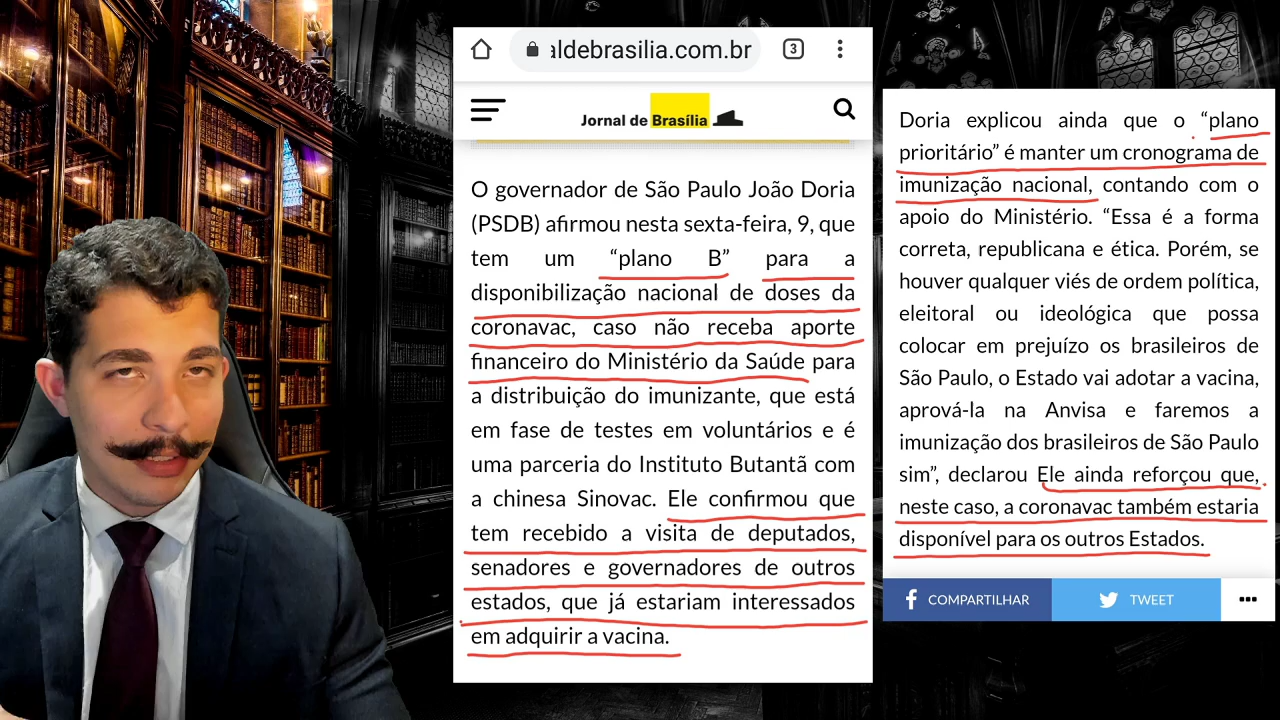 aldebrasilia.com.br
3
Jornal de Brasília
O governador de São Paulo João Doria
(PSDB) afirmou nesta sexta-feira, 9, que
tem um “plano B” para a
disponibilização nacional de doses da
coronavac, caso não receba aporte
financeiro do Ministério da Saúde para
a distribuição do imunizante, que está
em fase de testes em voluntários e é
uma parceria do Instituto Butantã com
a chinesa Sinovac. Ele confirmou que
tem recebido a visita de deputados,
senadores e governadores de outros
estados, que já estariam interessados
em adquirir a vacina.
Doria explicou ainda que o “plano
prioritário” é manter um cronograma de
imunização nacional, contando com o
apoio do Ministério. “Essa é a forma
correta, republicana e ética. Porém, se
houver qualquer viés de ordem política,
eleitoral ou ideológica que possa
colocar em prejuízo os brasileiros de
São Paulo, o Estado vai adotar a vacina,
aprová-la na Anvisa e faremos a
imunização dos brasileiros de São Paulo
sim”, declarou Ele ainda reforçou que,
neste caso, a coronavac também estaria
disponível para os outros Estados.
COMPARTILHAR
TWEET